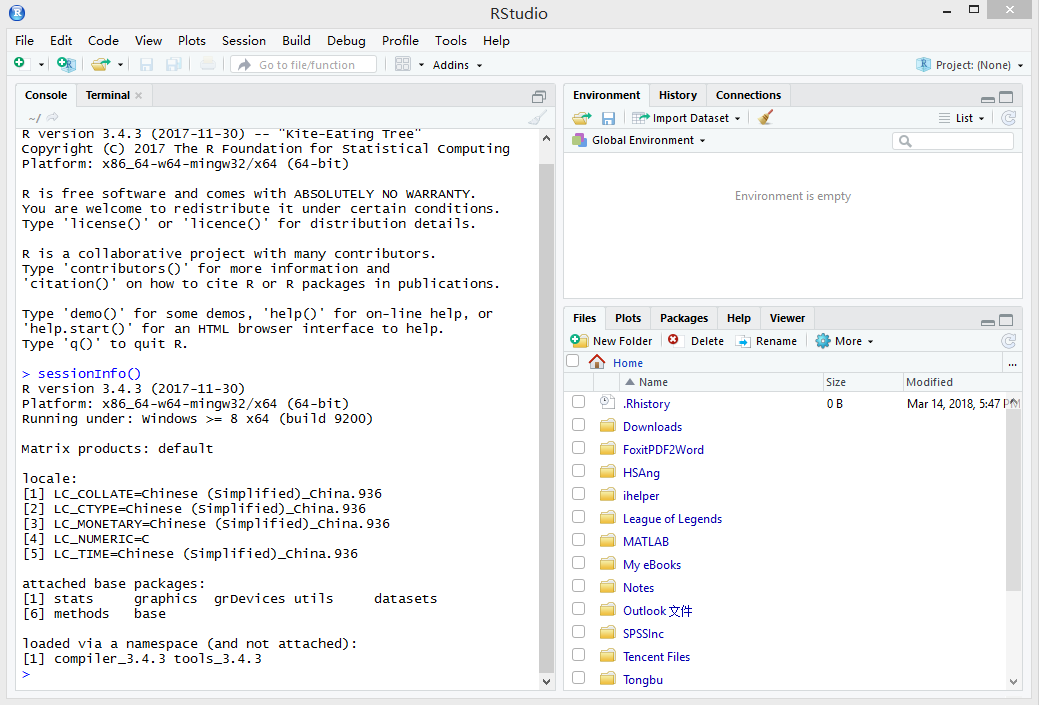 RStudio
File Edit Code View Plots Session Build Debug Profile Tools Help
Go to file/function Addins Project: (None)
Console Terminal
~/
R version 3.4.3 (2017-11-30) -- "Kite-Eating Tree"
Copyright (C) 2017 The R Foundation for Statistical Computing
Platform: x86_64-w64-mingw32/x64 (64-bit)
R is free software and comes with ABSOLUTELY NO WARRANTY.
You are welcome to redistribute it under certain conditions.
Type 'license()' or 'licence()' for distribution details.
R is a collaborative project with many contributors.
Type 'contributors()' for more information and
'citation()' on how to cite R or R packages in publications.
Type 'demo()' for some demos, 'help()' for on-line help, or
'help.start()' for an HTML browser interface to help.
Type 'q()' to quit R.
> sessionInfo()
R version 3.4.3 (2017-11-30)
Platform: x86_64-w64-mingw32/x64 (64-bit)
Running under: Windows >= 8 x64 (build 9200)
Matrix products: default
locale:
[1] LC_COLLATE=Chinese (Simplified)_China.936
[2] LC_CTYPE=Chinese (Simplified)_China.936
[3] LC_MONETARY=Chinese (Simplified)_China.936
[4] LC_NUMERIC=C
[5] LC_TIME=Chinese (Simplified)_China.936
attached base packages:
[1] stats graphics grDevices utils datasets
[6] methods base
loaded via a namespace (and not attached):
[1] compiler_3.4.3 tools_3.4.3
>
Environment History Connections
Import Dataset List
Global Environment
Environment is empty
Files Plots Packages Help Viewer
New Folder Delete Rename More
Home ...
Name Size Modified
.Rhistory 0 B Mar 14, 2018, 5:47 PM
Downloads
FoxitPDF2Word
HSAng
ihelper
League of Legends
MATLAB
My eBooks
Notes
Outlook 文件
SPSSInc
Tencent Files
Tongbu